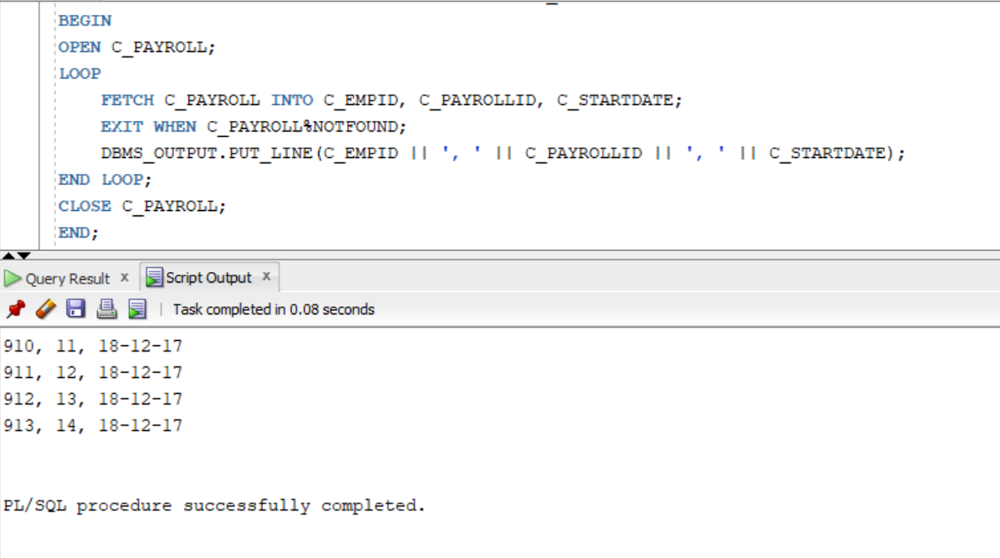 BEGIN
OPEN C_PAYROLL;
LOOP
FETCH C_PAYROLL INTO C_EMPID, C_PAYROLLID, C_STARTDATE;
EXIT WHEN C_PAYROLL%NOTFOUND;
DBMS_OUTPUT.PUT_LINE(C_EMPID || ', ' || C_PAYROLLID || ', ' || C_STARTDATE);
END LOOP;
CLOSE C_PAYROLL;
END;
Query Result x Script Output x
Task completed in 0.08 seconds
910, 11, 18-12-17
911, 12, 18-12-17
912, 13, 18-12-17
913, 14, 18-12-17
PL/SQL procedure successfully completed.